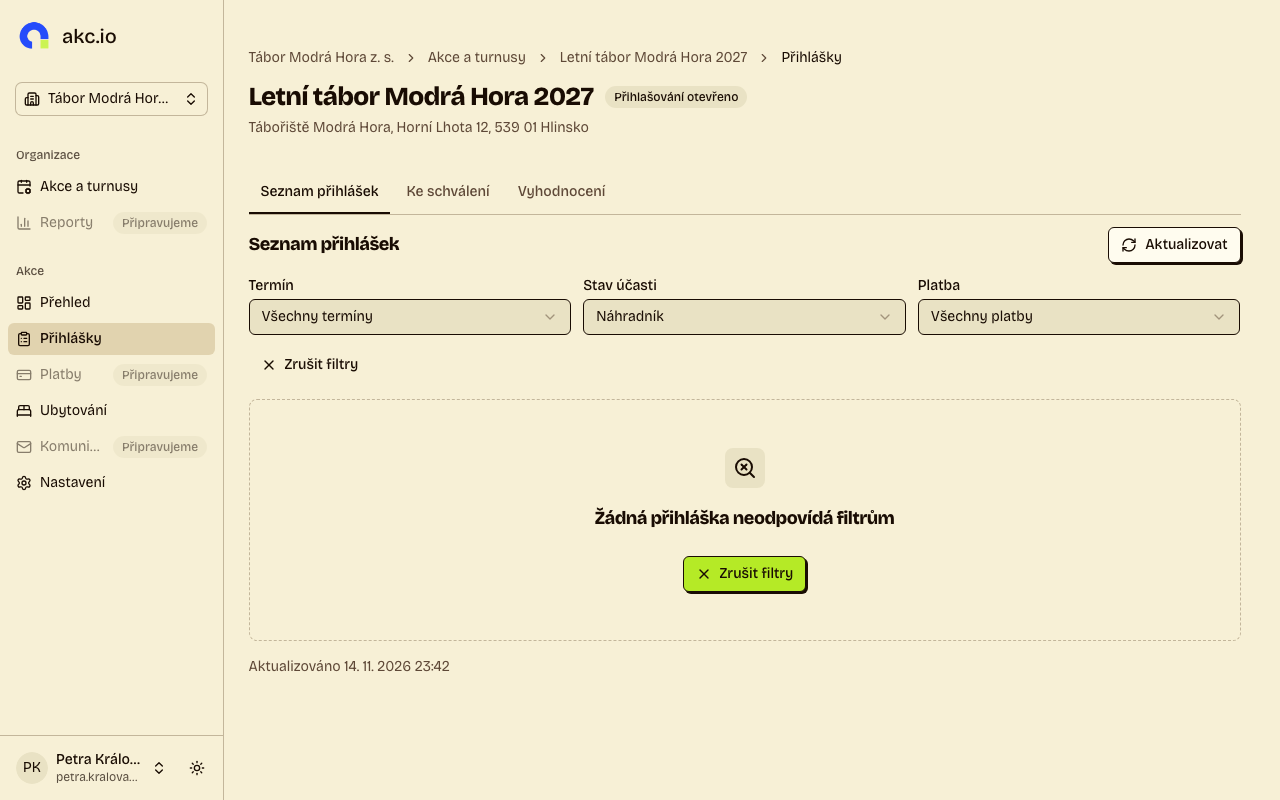 akc.io
Tábor Modrá Hor...
Organizace
Akce a turnusy
Reporty Připravujeme
Akce
Přehled
Přihlášky
Platby Připravujeme
Ubytování
Komuni... Připravujeme
Nastavení
PK
Petra Králo...
petra.kralova...
Tábor Modrá Hora z. s. > Akce a turnusy > Letní tábor Modrá Hora 2027 > Přihlášky
Letní tábor Modrá Hora 2027 Přihlašování otevřeno
Tábořiště Modrá Hora, Horní Lhota 12, 539 01 Hlinsko
Seznam přihlášek Ke schválení Vyhodnocení
Seznam přihlášek Aktualizovat
Termín Stav účasti Platba
Všechny termíny Náhradník Všechny platby
Zrušit filtry
Žádná přihláška neodpovídá filtrům
Zrušit filtry
Aktualizováno 14. 11. 2026 23:42